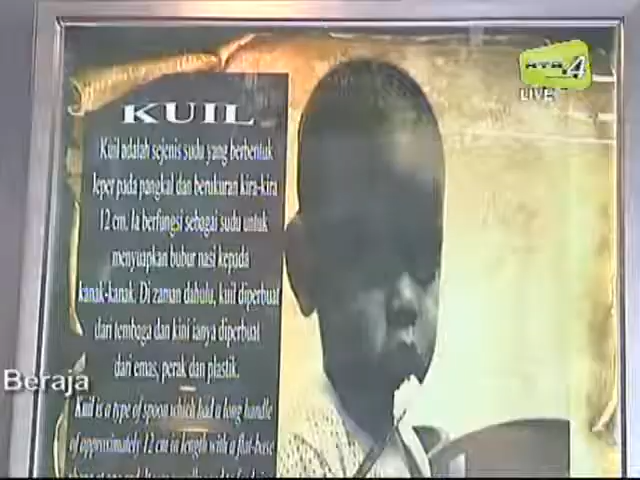 RTB 4
LIVE
KUIL
Kuil adalah sejenis sudu yang berbentuk
leper pada pangkal dan berukuran kira-kira
12 cm. Ia berfungsi sebagai sudu untuk
menyuapkan bubur nasi kepada
kanak-kanak. Di zaman dahulu, kuil diperbuat
dari tembaga dan kini ianya diperbuat
dari emas, perak dan plastik.
Beraja
Kuil is a type of spoon which had a long handle
of approximately 12 cm in length with a flat-base